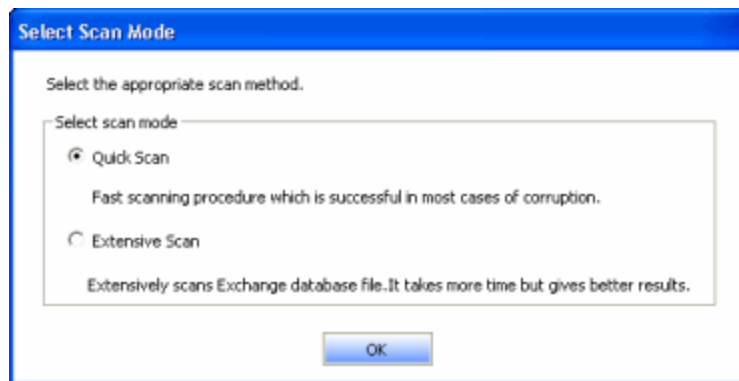 Select Scan Mode
Select the appropriate scan method.
Select scan mode
Quick Scan
Fast scanning procedure which is successful in most cases of corruption.
Extensive Scan
Extensively scans Exchange database file.It takes more time but gives better results.
OK